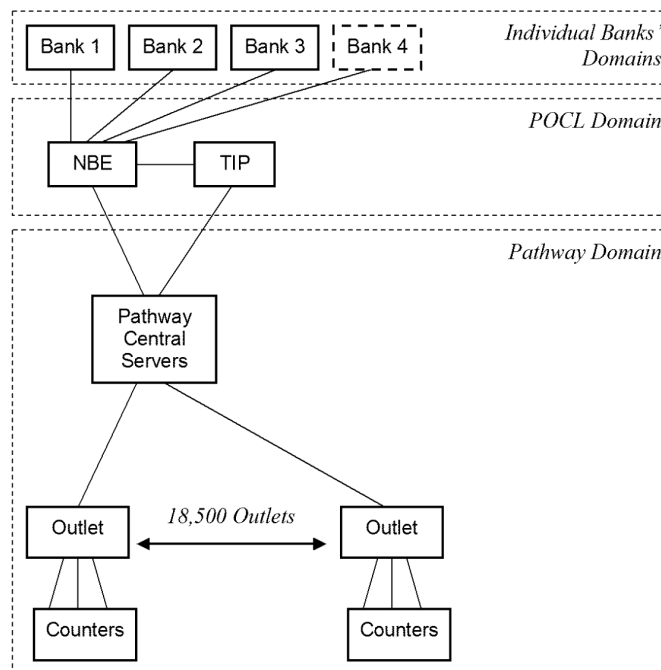 Individual Banks'
Domains
Bank 1
Bank 2
Bank 3
Bank 4
POCL Domain
NBE
TIP
Pathway Domain
Pathway
Central
Servers
18,500 Outlets
Outlet
Outlet
Counters
Counters